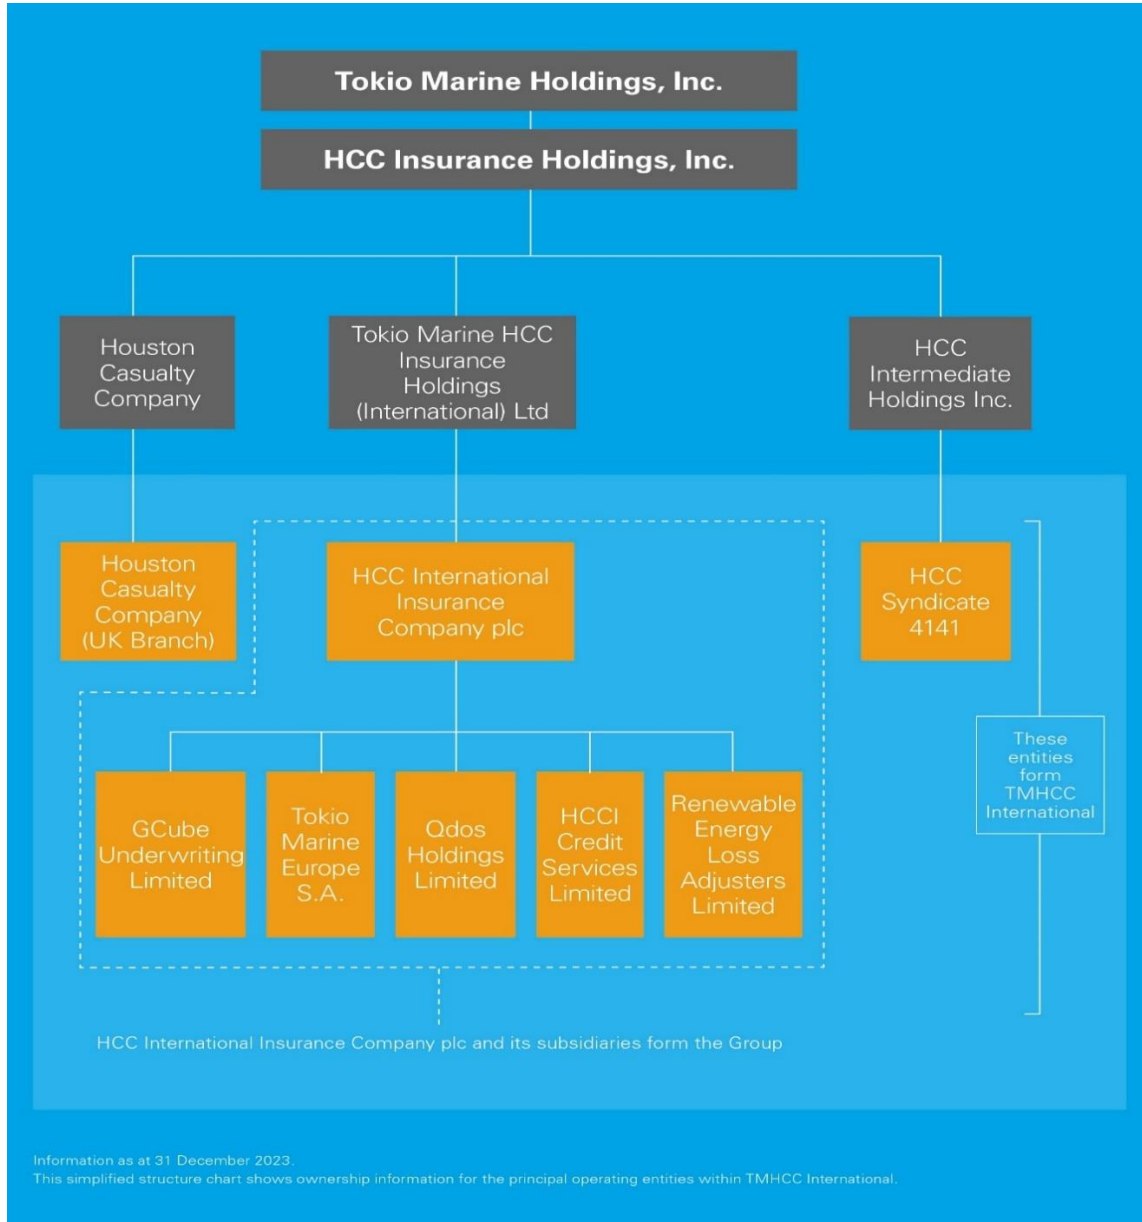 Tokio Marine Holdings, Inc.
HCC Insurance Holdings, Inc.
Houston
Casualty
Company
Tokio Marine HCC
Insurance
Holdings
(International) Ltd
HCC
Intermediate
Holdings Inc.
Houston
Casualty
Company
(UK Branch)
HCC International
Insurance
Company plc
HCC
Syndicate
4141
These
entities
form
TMHCC
International
GCube
Underwriting
Limited
Tokio
Marine
Europe
S.A.
Qdos
Holdings
Limited
HCCI
Credit
Services
Limited
Renewable
Energy
Loss
Adjusters
Limited
HCC International Insurance Company plc and its subsidiaries form the Group
Information as at 31 December 2023.
This simplified structure chart shows ownership information for the principal operating entities within TMHCC International.